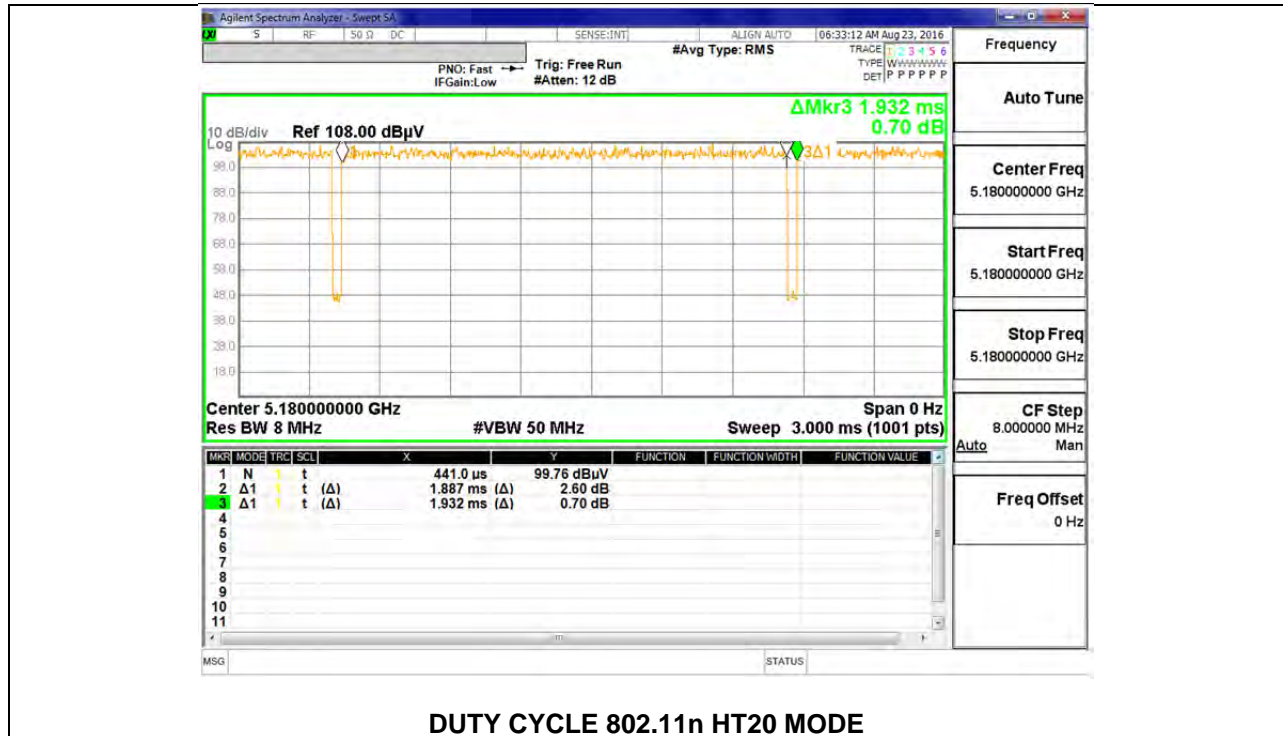 Agilent Spectrum Analyzer - Swept SA
LXI S RF 50 Ω DC SENSE:INT ALIGN AUTO 06:33:12 AM Aug 23, 2016
#Avg Type: RMS
TRACE 1 2 3 4 5 6
TYPE WWWWWW
DET P P P P P P
PNO: Fast
IFGain:Low
Trig: Free Run
#Atten: 12 dB
ΔMkr3 1.932 ms
0.70 dB
10 dB/div Ref 108.00 dBµV
Log
98.0
88.0
78.0
68.0
58.0
48.0
38.0
28.0
18.0
3Δ1
Center 5.180000000 GHz Span 0 Hz
Res BW 8 MHz #VBW 50 MHz Sweep 3.000 ms (1001 pts)
MKR MODE TRC SCL X Y FUNCTION FUNCTION WIDTH FUNCTION VALUE
1 N 1 t 441.0 µs 99.76 dBµV
2 Δ1 1 t (Δ) 1.887 ms (Δ) 2.60 dB
3 Δ1 1 t (Δ) 1.932 ms (Δ) 0.70 dB
4
5
6
7
8
9
10
11
MSG STATUS
Frequency
Auto Tune
Center Freq
5.180000000 GHz
Start Freq
5.180000000 GHz
Stop Freq
5.180000000 GHz
CF Step
8.000000 MHz
Auto Man
Freq Offset
0 Hz
DUTY CYCLE 802.11n HT20 MODE